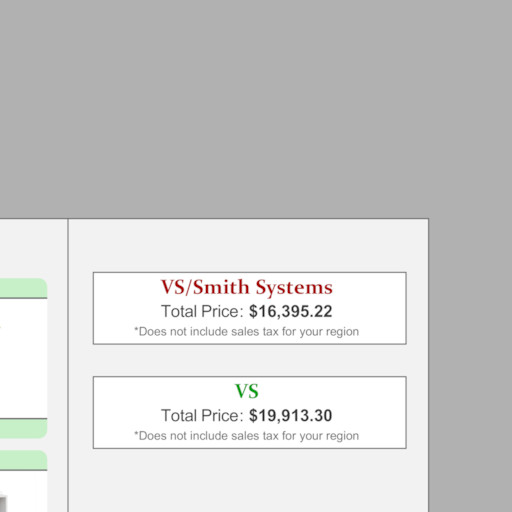 VS/Smith Systems
Total Price: $16,395.22
*Does not include sales tax for your region
VS
Total Price: $19,913.30
*Does not include sales tax for your region